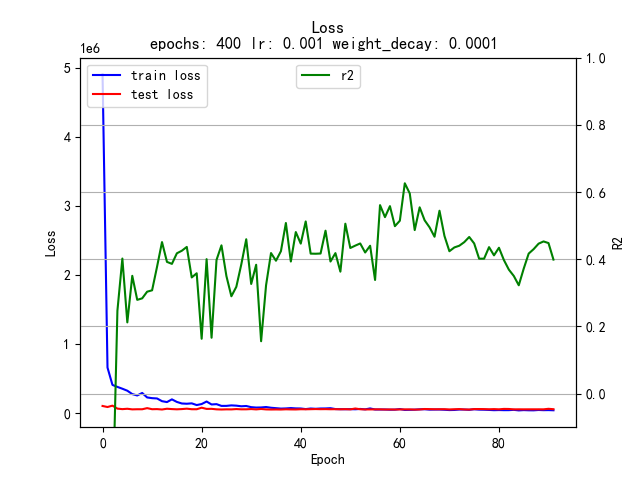 Loss
epochs: 400 lr: 0.001 weight_decay: 0.0001
1e6
train loss
test loss
r2
5
4
3
2
1
0
Loss
1.0
0.8
0.6
0.4
0.2
0.0
R2
0
20
40
60
80
Epoch